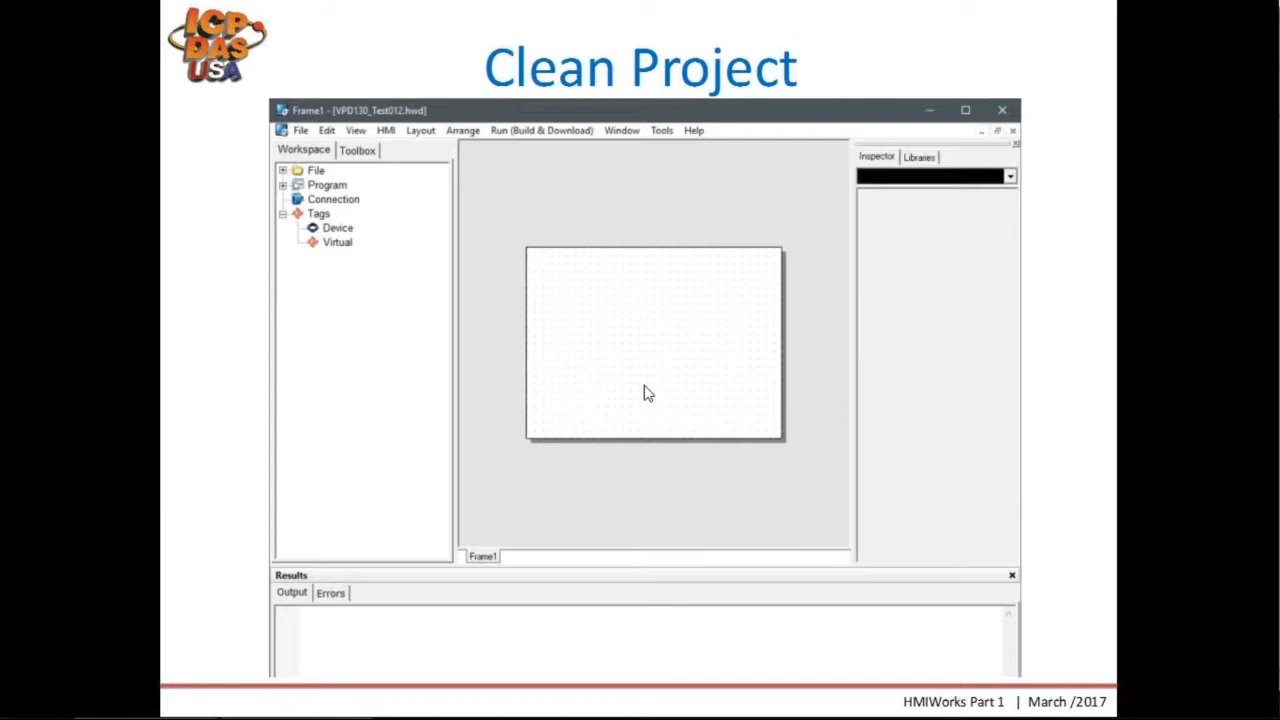 ICP
DAS
USA
Clean Project
Frame1 - [VPD130_Test012.hwd]
File Edit View HMI Layout Arrange Run (Build & Download) Window Tools Help
Workspace Toolbox
Inspector Libraries
File
Program
Connection
Tags
Device
Virtual
Frame1
Results
Output Errors
HMIWorks Part 1 | March /2017